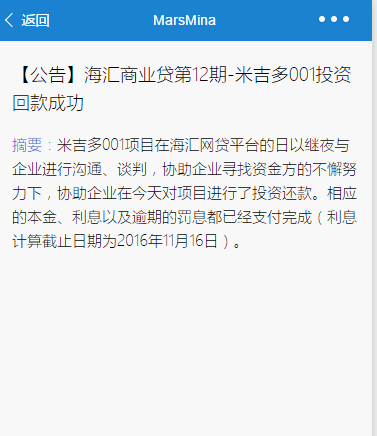 返回 MarsMina
【公告】海汇商业贷第12期-米吉多001投资
回款成功
摘要：米吉多001项目在海汇网贷平台的日以继夜与
企业进行沟通、谈判，协助企业寻找资金方的不懈努
力下，协助企业在今天对项目进行了投资还款。相应
的本金、利息以及逾期的罚息都已经支付完成（利息
计算截止日期为2016年11月16日）。